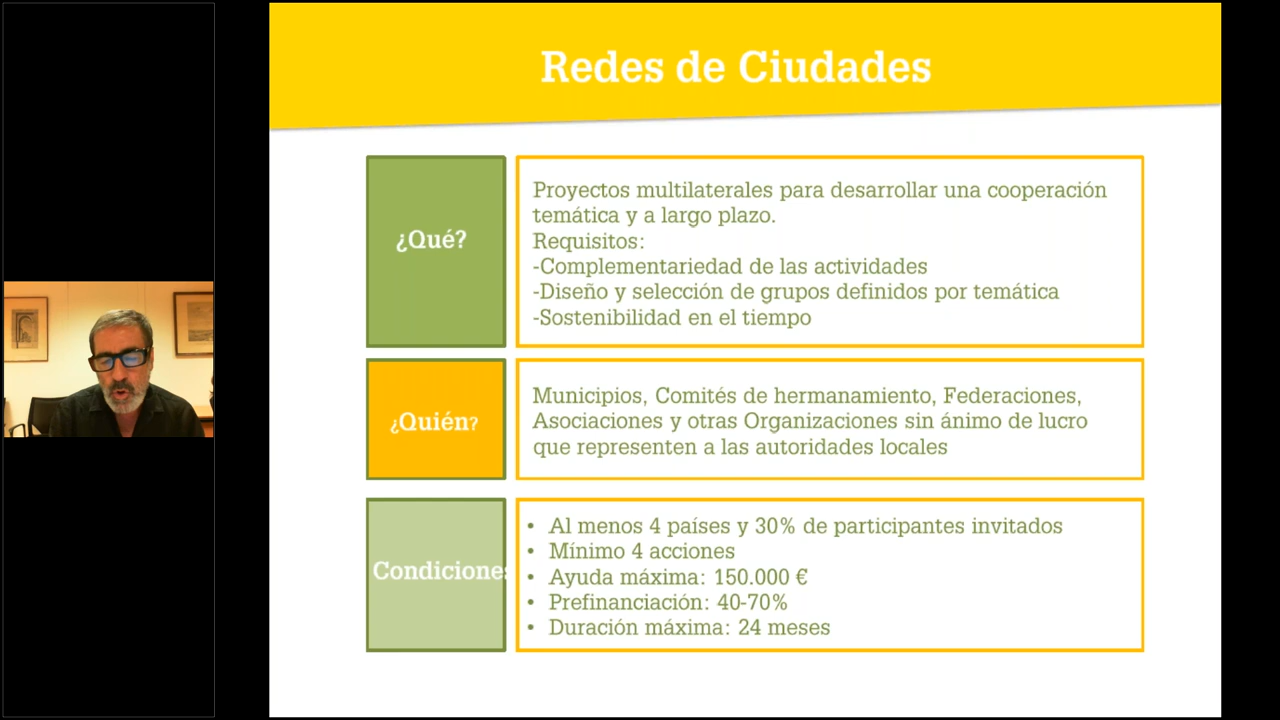 Redes de Ciudades
¿Qué?
Proyectos multilaterales para desarrollar una cooperación
temática y a largo plazo.
Requisitos:
-Complementariedad de las actividades
-Diseño y selección de grupos definidos por temática
-Sostenibilidad en el tiempo
¿Quién?
Municipios, Comités de hermanamiento, Federaciones,
Asociaciones y otras Organizaciones sin ánimo de lucro
que representen a las autoridades locales
Condiciones
• Al menos 4 países y 30% de participantes invitados
• Mínimo 4 acciones
• Ayuda máxima: 150.000 €
• Prefinanciación: 40-70%
• Duración máxima: 24 meses